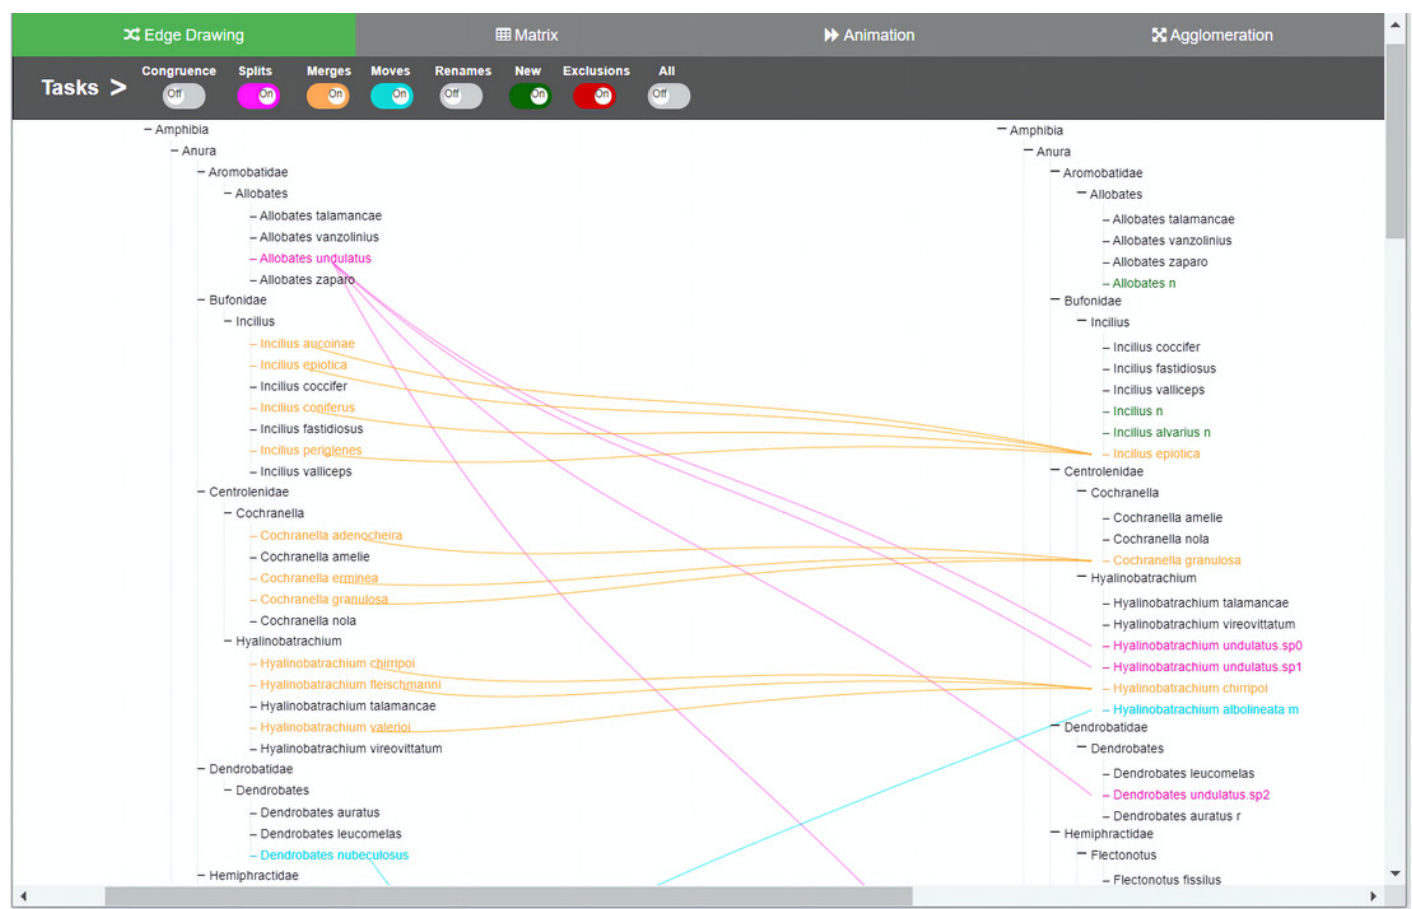 Edge Drawing
Matrix
Animation
Agglomeration
Tasks >
Congruence Splits Merges Moves Renames New Exclusions All
Off On On On Off On On Off
– Amphibia
– Anura
– Aromobatidae
– Allobates
– Allobates talamancae
– Allobates vanzolinius
– Allobates undulatus
– Allobates zaparo
– Bufonidae
– Incilius
– Incilius aucoinae
– Incilius epiotica
– Incilius coccifer
– Incilius coniferus
– Incilius fastidiosus
– Incilius periglenes
– Incilius valliceps
– Centrolenidae
– Cochranella
– Cochranella adenocheira
– Cochranella amelie
– Cochranella erminea
– Cochranella granulosa
– Cochranella nola
– Hyalinobatrachium
– Hyalinobatrachium chirripoi
– Hyalinobatrachium fleischmanni
– Hyalinobatrachium talamancae
– Hyalinobatrachium valerioi
– Hyalinobatrachium vireovittatum
– Dendrobatidae
– Dendrobates
– Dendrobates auratus
– Dendrobates leucomelas
– Dendrobates nubeculosus
– Hemiphractidae
– Amphibia
– Anura
– Aromobatidae
– Allobates
– Allobates talamancae
– Allobates vanzolinius
– Allobates zaparo
– Allobates n
– Bufonidae
– Incilius
– Incilius coccifer
– Incilius fastidiosus
– Incilius valliceps
– Incilius n
– Incilius alvarius n
– Incilius epiotica
– Centrolenidae
– Cochranella
– Cochranella amelie
– Cochranella nola
– Cochranella granulosa
– Hyalinobatrachium
– Hyalinobatrachium talamancae
– Hyalinobatrachium vireovittatum
– Hyalinobatrachium undulatus.sp0
– Hyalinobatrachium undulatus.sp1
– Hyalinobatrachium chirripoi
– Hyalinobatrachium albolineata m
– Dendrobatidae
– Dendrobates
– Dendrobates leucomelas
– Dendrobates undulatus.sp2
– Dendrobates auratus r
– Hemiphractidae
– Flectonotus
– Flectonotus fissilus